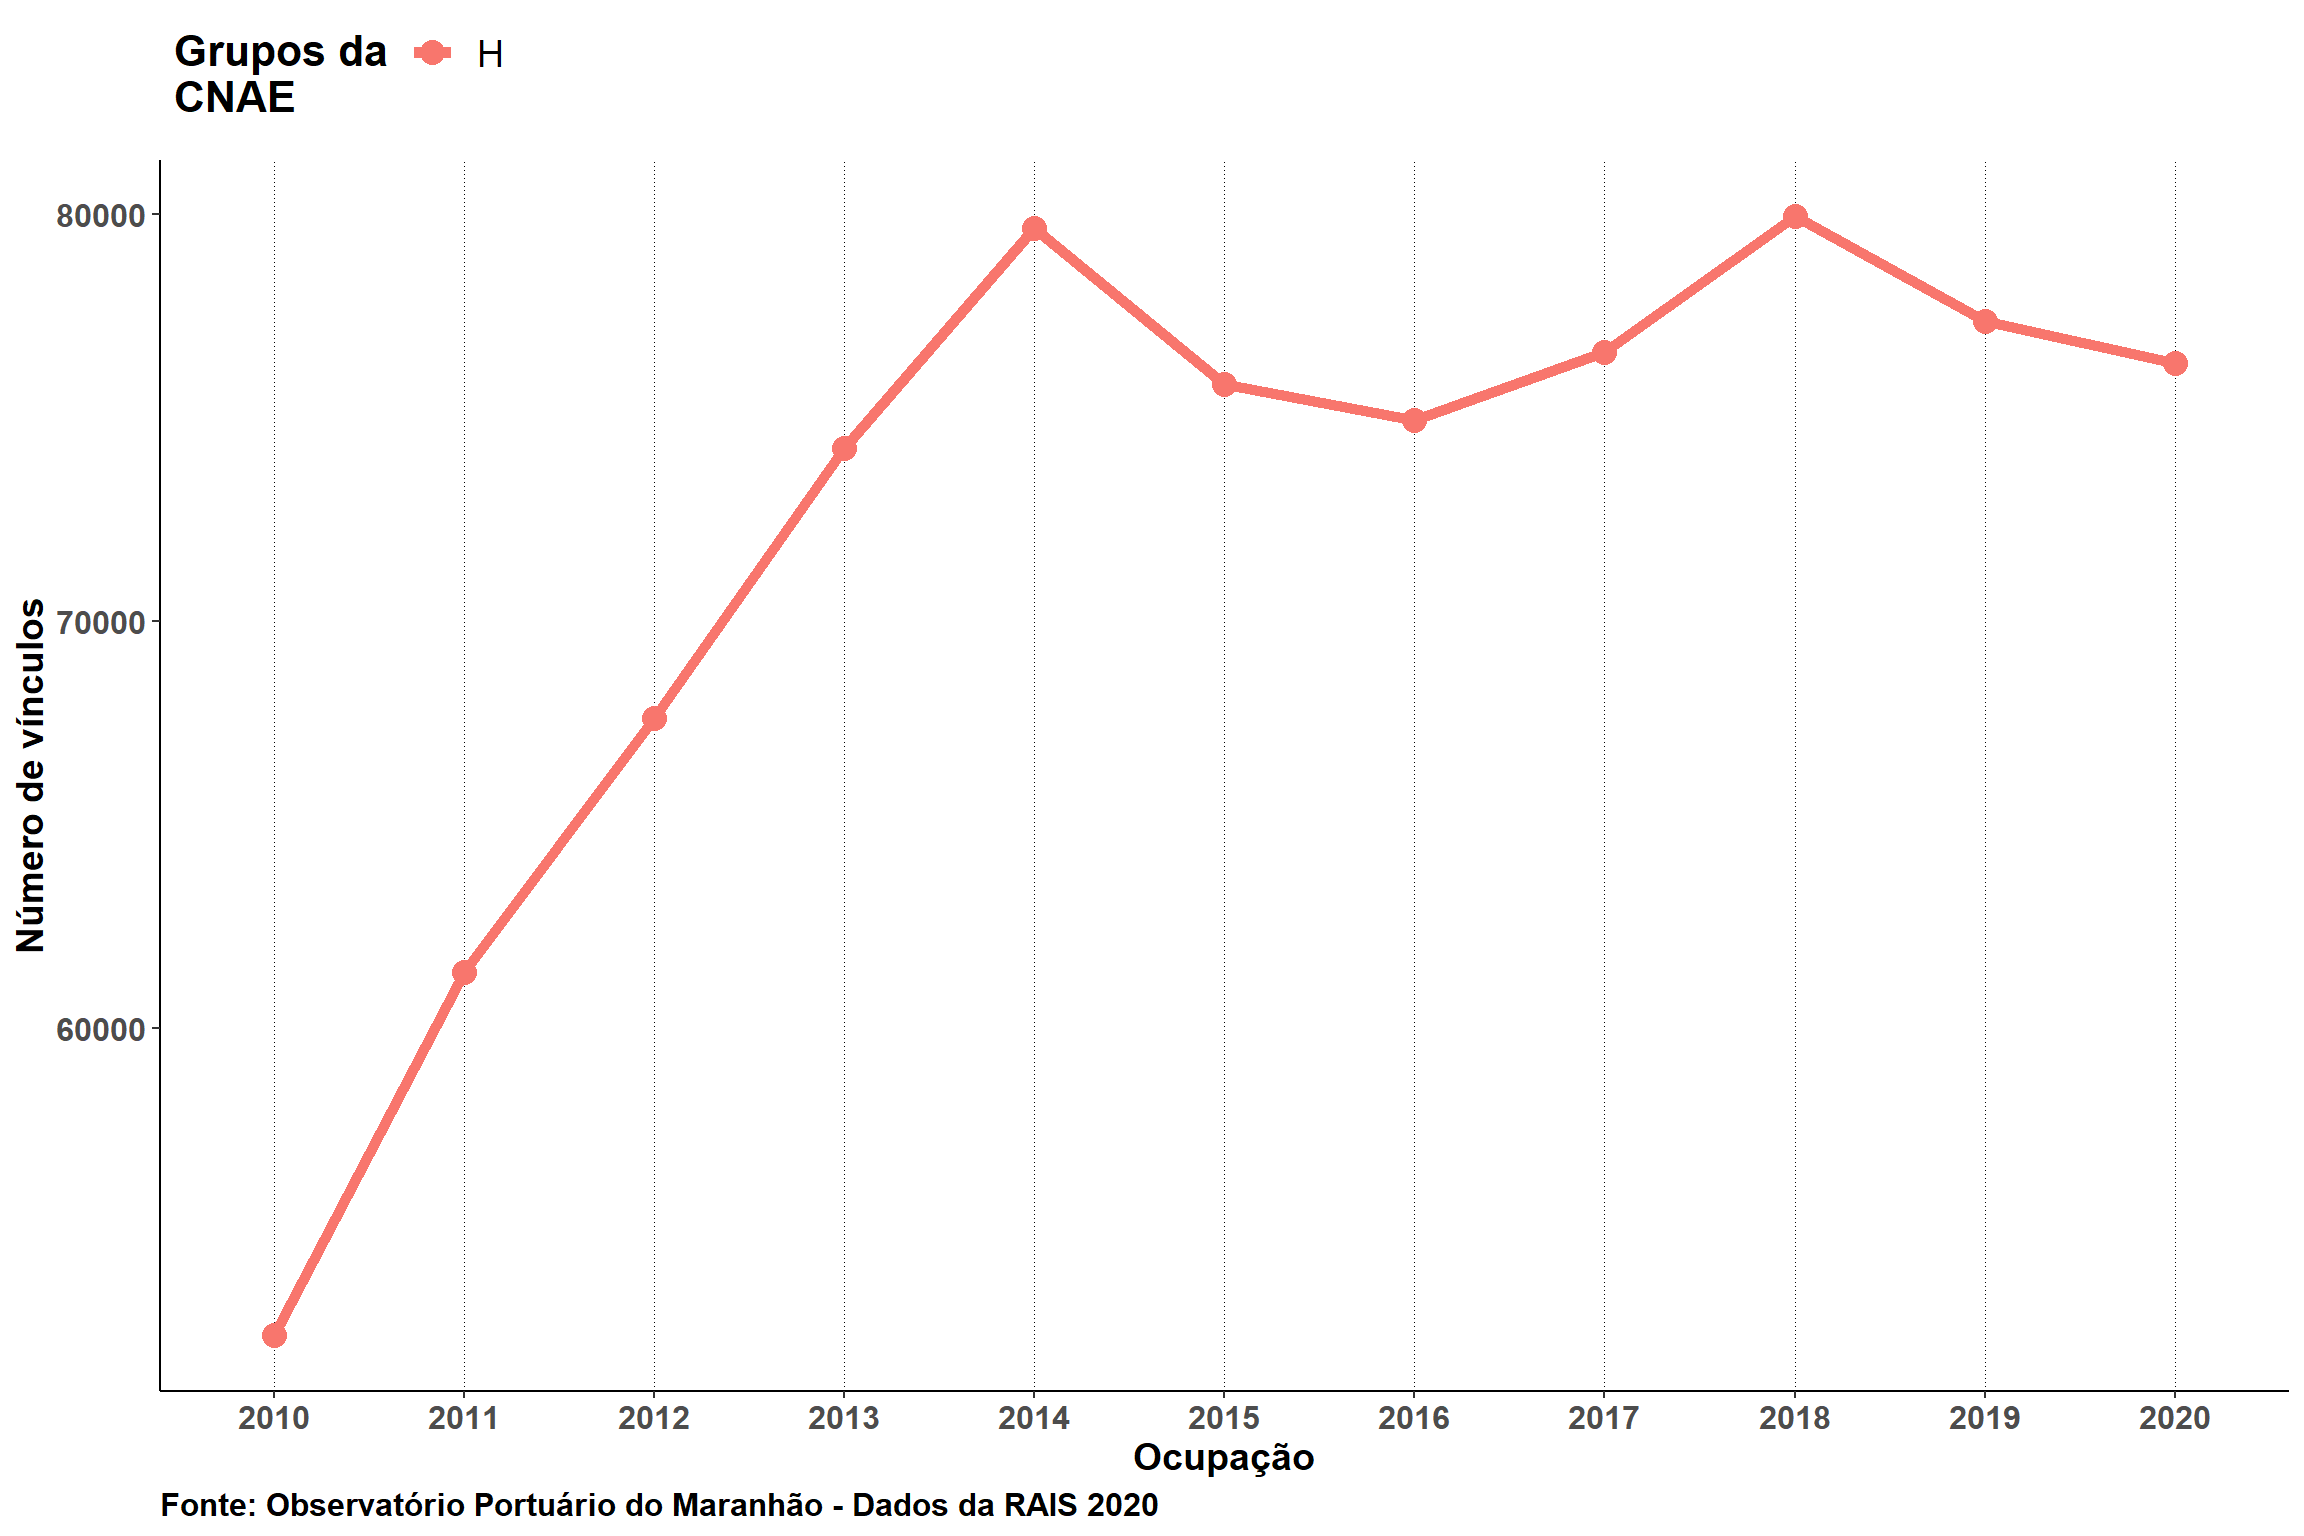 Grupos da
CNAE
H
80000
70000
60000
Número de vínculos
2010 2011 2012 2013 2014 2015 2016 2017 2018 2019 2020
Ocupação
Fonte: Observatório Portuário do Maranhão - Dados da RAIS 2020